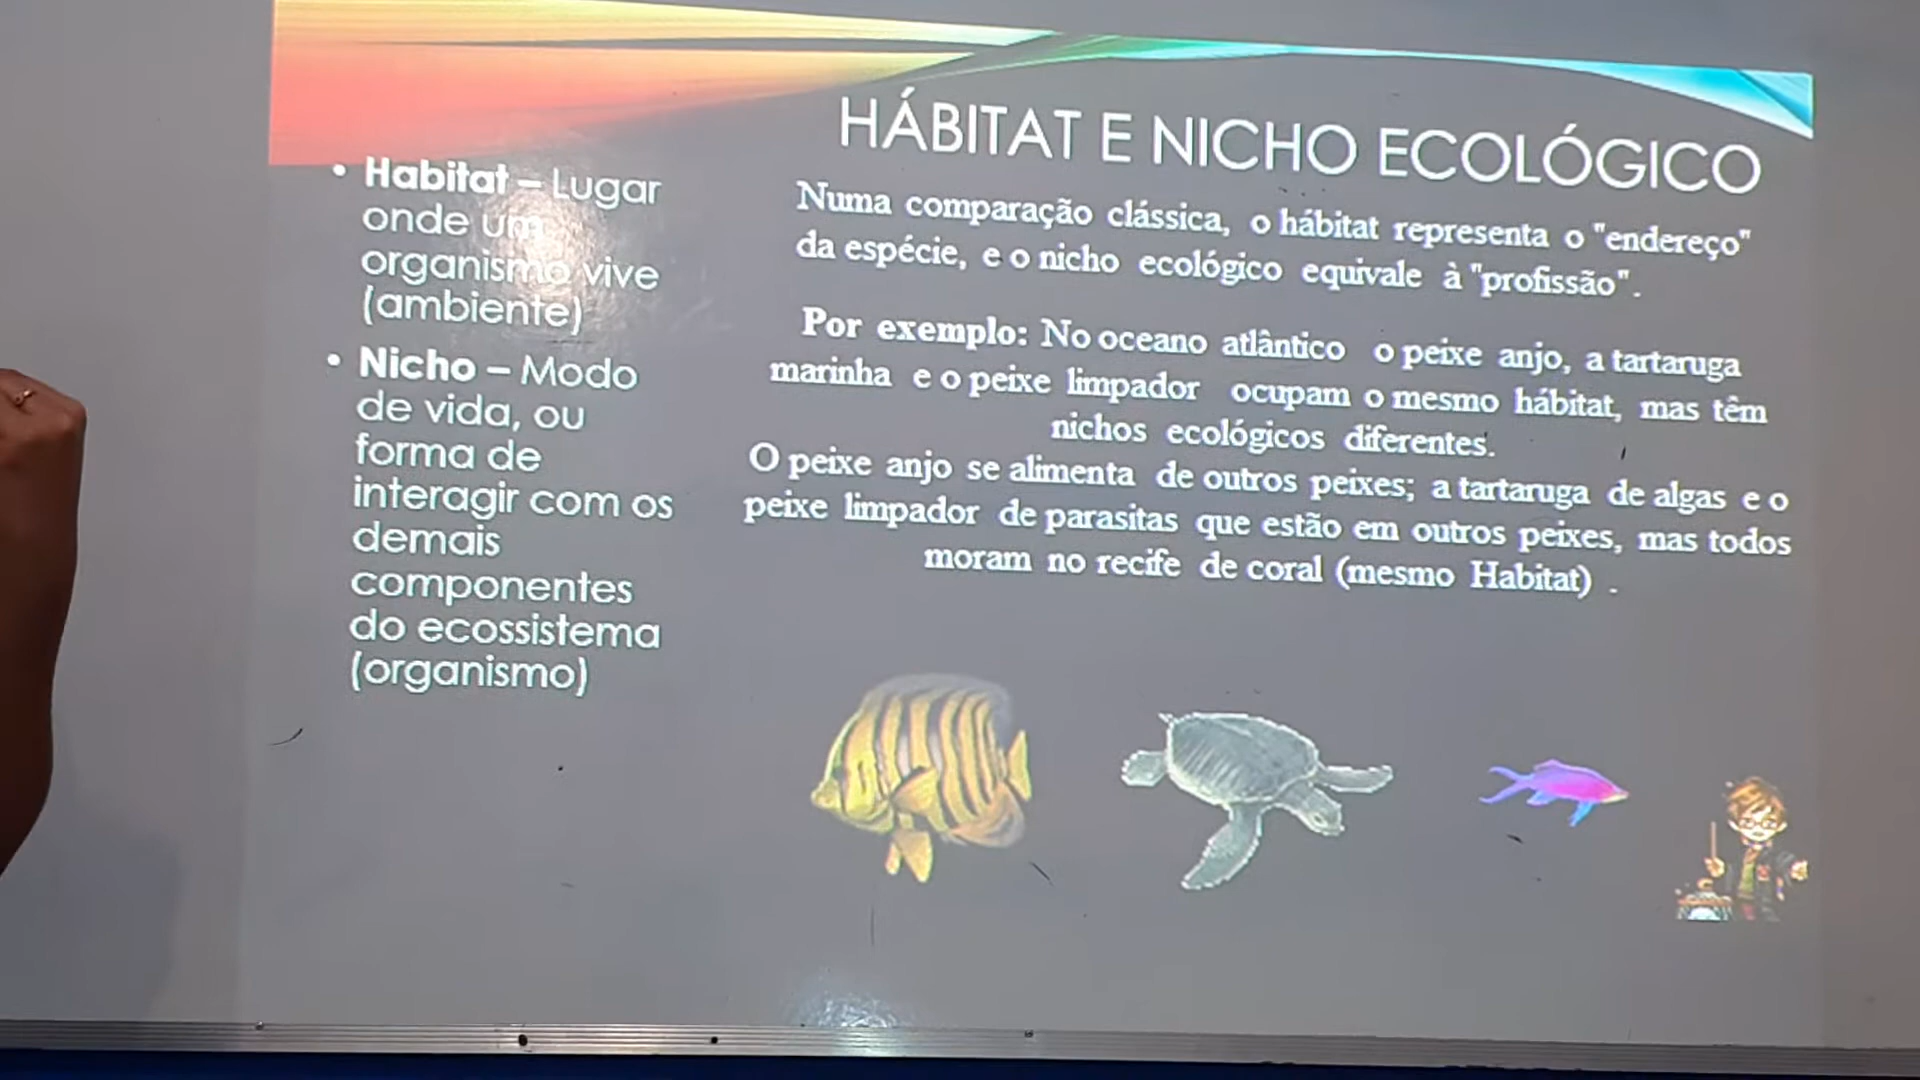 HÁBITAT E NICHO ECOLÓGICO
• Habitat – Lugar
onde um
organismo vive
(ambiente)
• Nicho – Modo
de vida, ou
forma de
interagir com os
demais
componentes
do ecossistema
(organismo)
Numa comparação clássica, o hábitat representa o "endereço"
da espécie, e o nicho ecológico equivale à "profissão".
Por exemplo: No oceano atlântico o peixe anjo, a tartaruga
marinha e o peixe limpador ocupam o mesmo hábitat, mas têm
nichos ecológicos diferentes.
O peixe anjo se alimenta de outros peixes; a tartaruga de algas e o
peixe limpador de parasitas que estão em outros peixes, mas todos
moram no recife de coral (mesmo Habitat) .